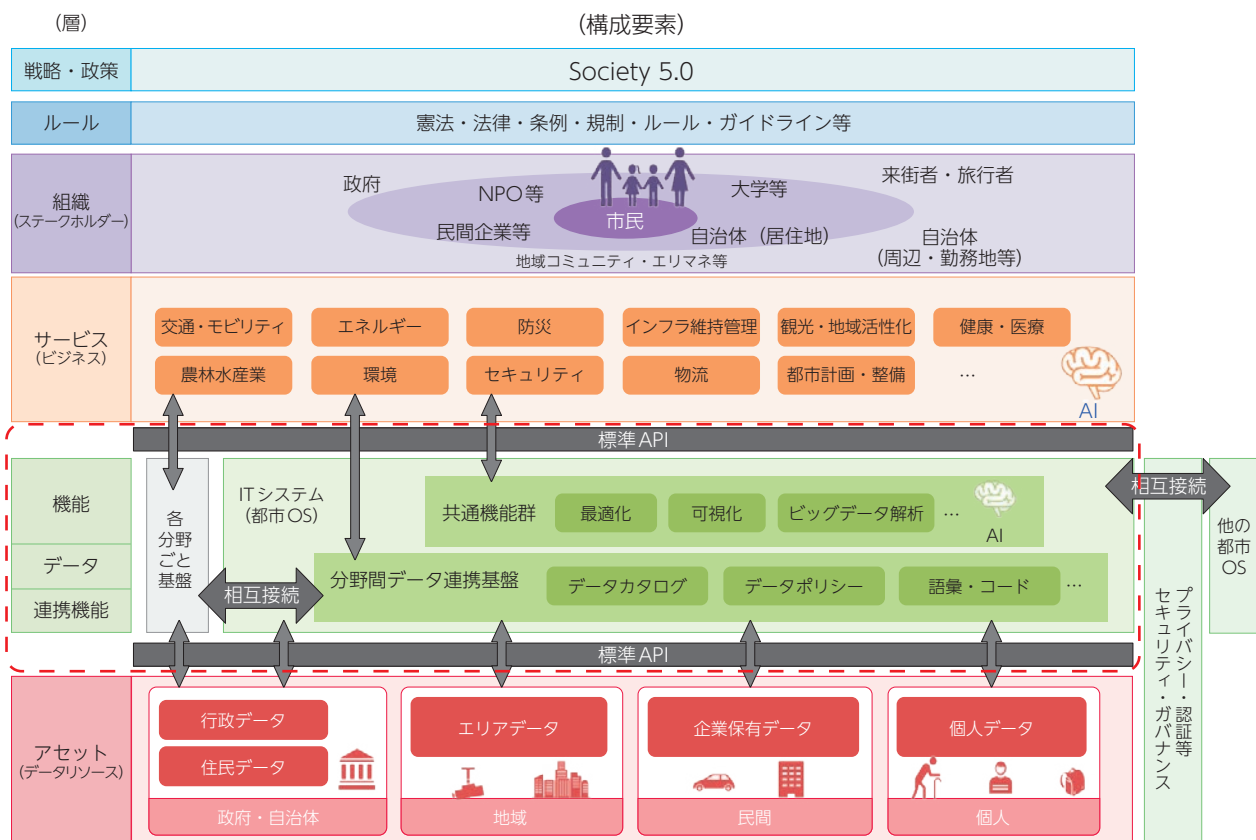 (層)
(構成要素)
戦略・政策
Society 5.0
ルール
憲法・法律・条例・規制・ルール・ガイドライン等
組織
(ステークホルダー)
政府
NPO等
大学等
来街者・旅行者
市民
民間企業等
自治体（居住地）
自治体
(周辺・勤務地等)
地域コミュニティ・エリマネ等
サービス
(ビジネス)
交通・モビリティ
エネルギー
防災
インフラ維持管理
観光・地域活性化
健康・医療
農林水産業
環境
セキュリティ
物流
都市計画・整備
…
AI
標準API
機能
データ
連携機能
各
分野
ごと
基盤
ITシステム
(都市OS)
共通機能群
最適化
可視化
ビッグデータ解析
…
AI
相互接続
分野間データ連携基盤
データカタログ
データポリシー
語彙・コード
…
相互接続
他の
都市
OS
プライバシー・認証等
セキュリティ・ガバナンス
標準API
アセット
(データリソース)
行政データ
住民データ
政府・自治体
エリアデータ
地域
企業保有データ
民間
個人データ
個人